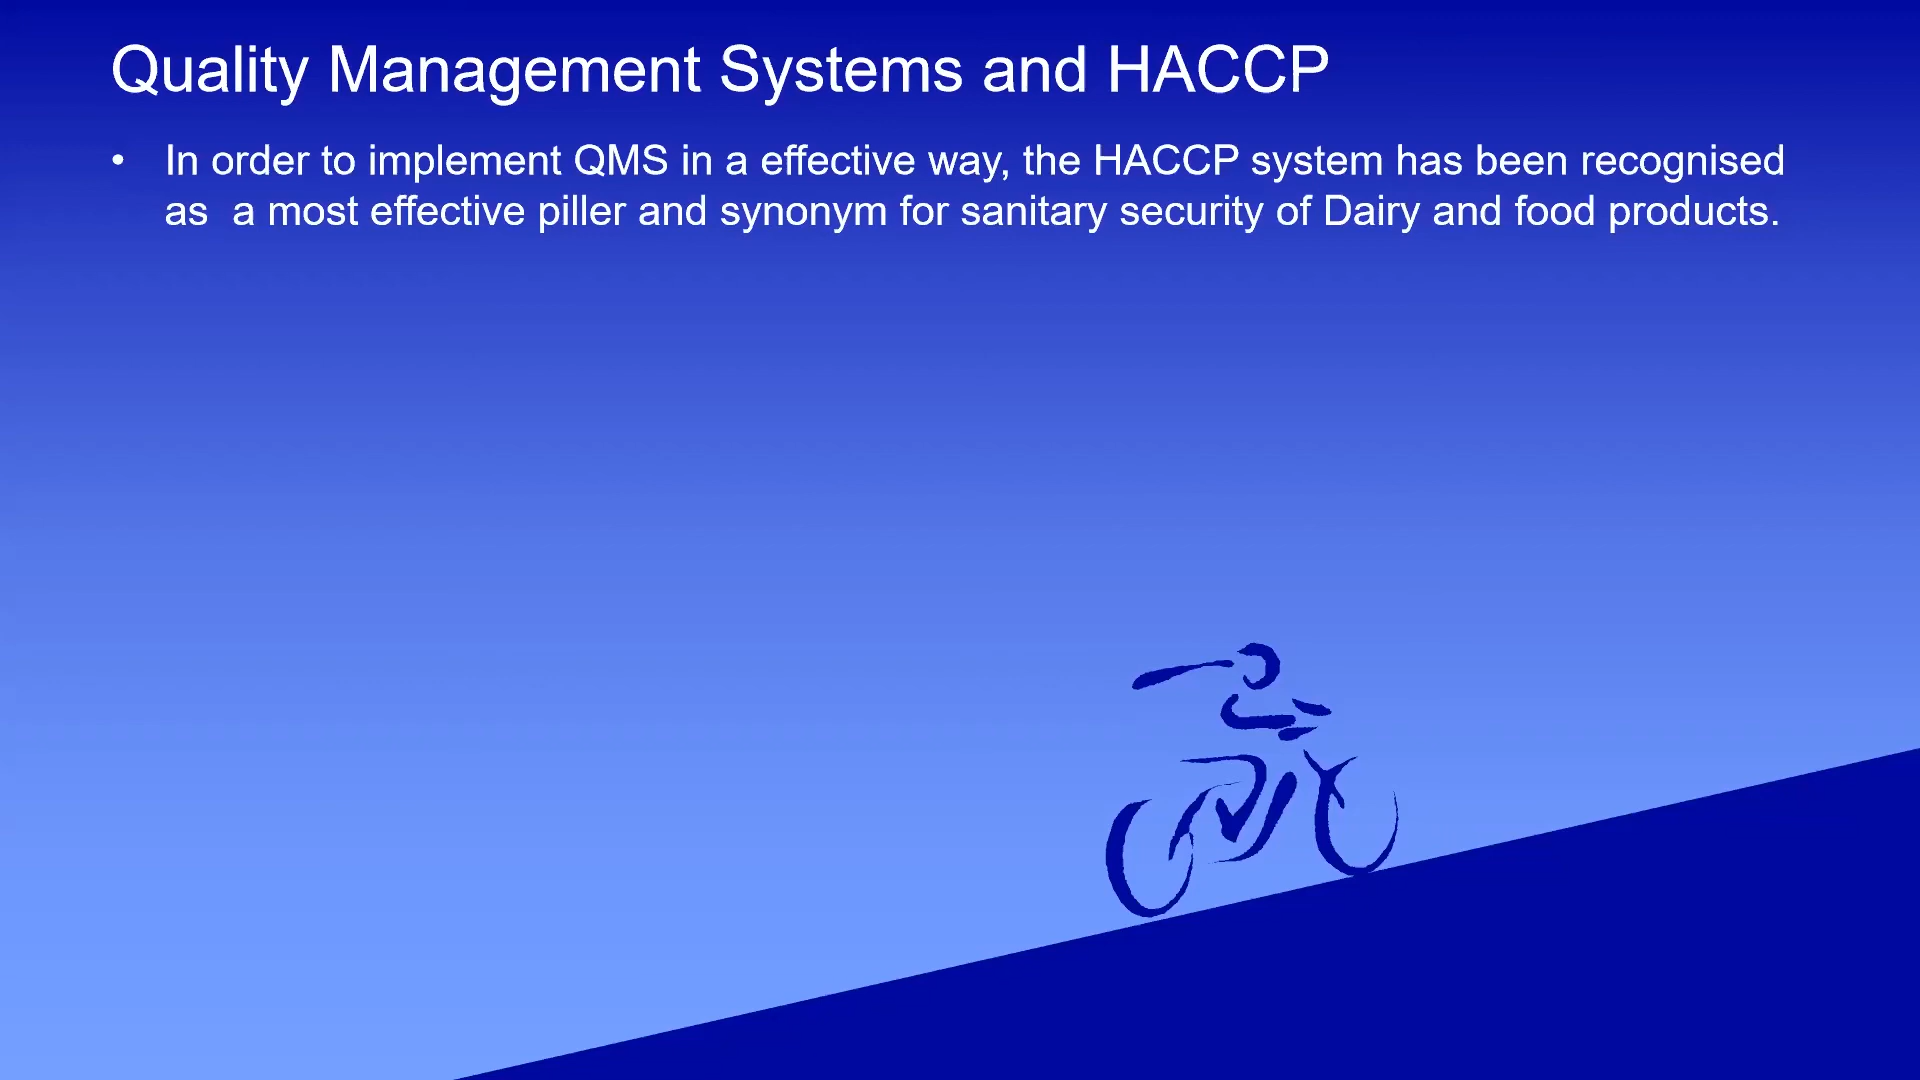 Quality Management Systems and HACCP
• In order to implement QMS in a effective way, the HACCP system has been recognised
as  a most effective piller and synonym for sanitary security of Dairy and food products.